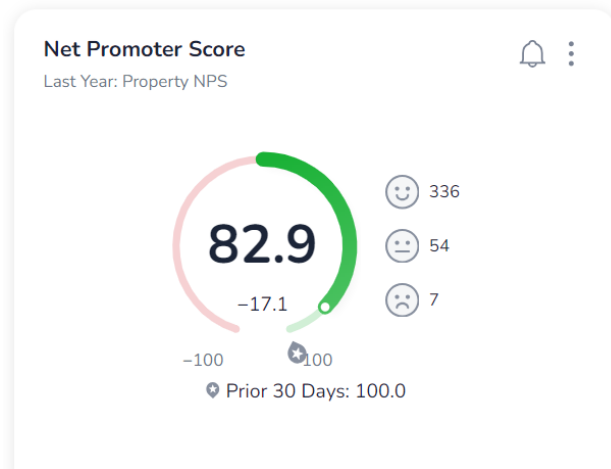 Net Promoter Score
Last Year: Property NPS
336
82.9
54
−17.1
7
−100
100
Prior 30 Days: 100.0